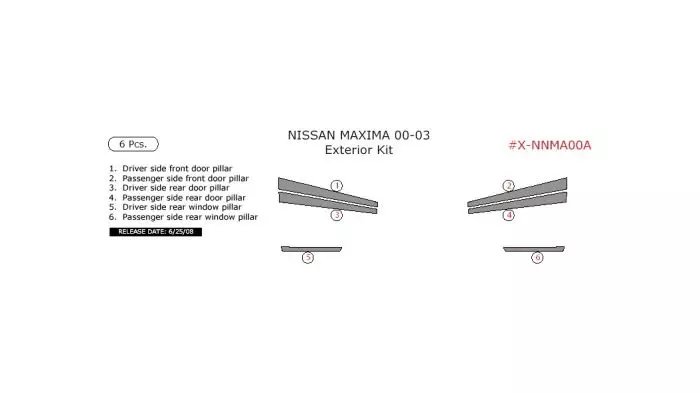 NISSAN MAXIMA 00-03
Exterior Kit
#X-NNMA00A
6 Pcs.
1. Driver side front door pillar
2. Passenger side front door pillar
3. Driver side rear door pillar
4. Passenger side rear door pillar
5. Driver side rear window pillar
6. Passenger side rear window pillar
RELEASE DATE: 6/25/08
1
2
3
4
5
6